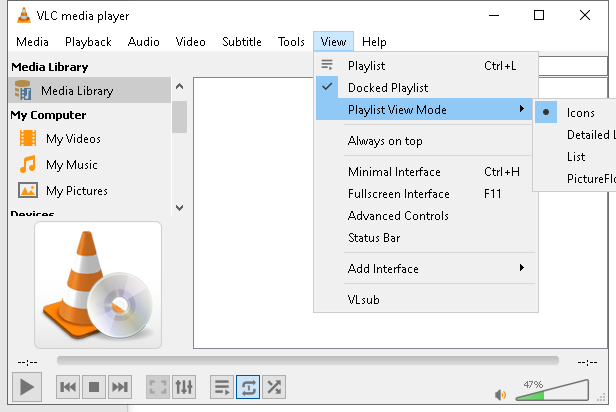 VLC media player
Media Playback Audio Video Subtitle Tools View Help
Media Library
Media Library
My Computer
My Videos
My Music
My Pictures
Devices
Playlist Ctrl+L
Docked Playlist
Playlist View Mode
Always on top
Minimal Interface Ctrl+H
Fullscreen Interface F11
Advanced Controls
Status Bar
Add Interface
VLsub
Icons
Detailed L
List
PictureFlo
--:-- --:--
47%